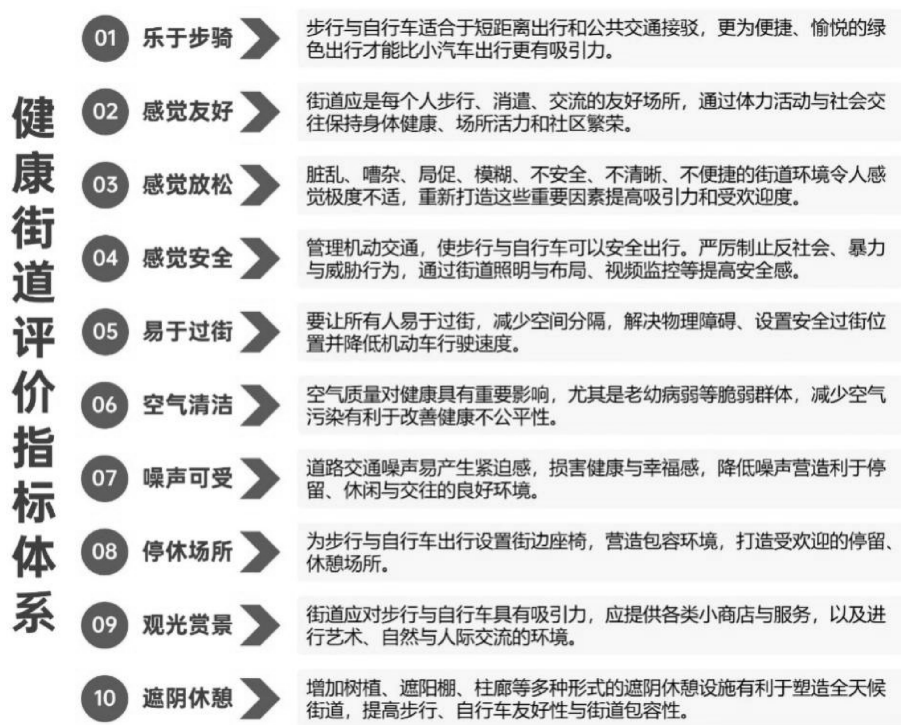 健康街道评价指标体系
01 乐于步骑
步行与自行车适合于短距离出行和公共交通接驳，更为便捷、愉悦的绿
色出行才能比小汽车出行更有吸引力。
02 感觉友好
街道应是每个人步行、消遣、交流的友好场所，通过体力活动与社会交
往保持身体健康、场所活力和社区繁荣。
03 感觉放松
脏乱、嘈杂、局促、模糊、不安全、不清晰、不便捷的街道环境令人感
觉极度不适，重新打造这些重要因素提高吸引力和受欢迎度。
04 感觉安全
管理机动交通，使步行与自行车可以安全出行。严厉制止反社会、暴力
与威胁行为，通过街道照明与布局、视频监控等提高安全感。
05 易于过街
要让所有人易于过街，减少空间分隔，解决物理障碍、设置安全过街位
置并降低机动车行驶速度。
06 空气清洁
空气质量对健康具有重要影响，尤其是老幼病弱等脆弱群体，减少空气
污染有利于改善健康不公平性。
07 噪声可受
道路交通噪声易产生紧迫感，损害健康与幸福感，降低噪声营造利于停
留、休闲与交往的良好环境。
08 停休场所
为步行与自行车出行设置街边座椅，营造包容环境，打造受欢迎的停留、
休憩场所。
09 观光赏景
街道应对步行与自行车具有吸引力，应提供各类小商店与服务，以及进
行艺术、自然与人际交流的环境。
10 遮阴休憩
增加树植、遮阳棚、柱廊等多种形式的遮阴休憩设施有利于塑造全天候
街道，提高步行、自行车友好性与街道包容性。